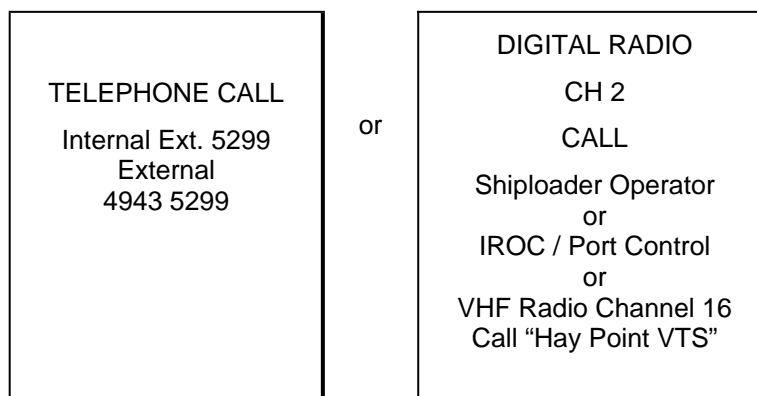 TELEPHONE CALL
Internal Ext. 5299
External
4943 5299
or
DIGITAL RADIO
CH 2
CALL
Shiploader Operator
or
IROC / Port Control
or
VHF Radio Channel 16
Call “Hay Point VTS”